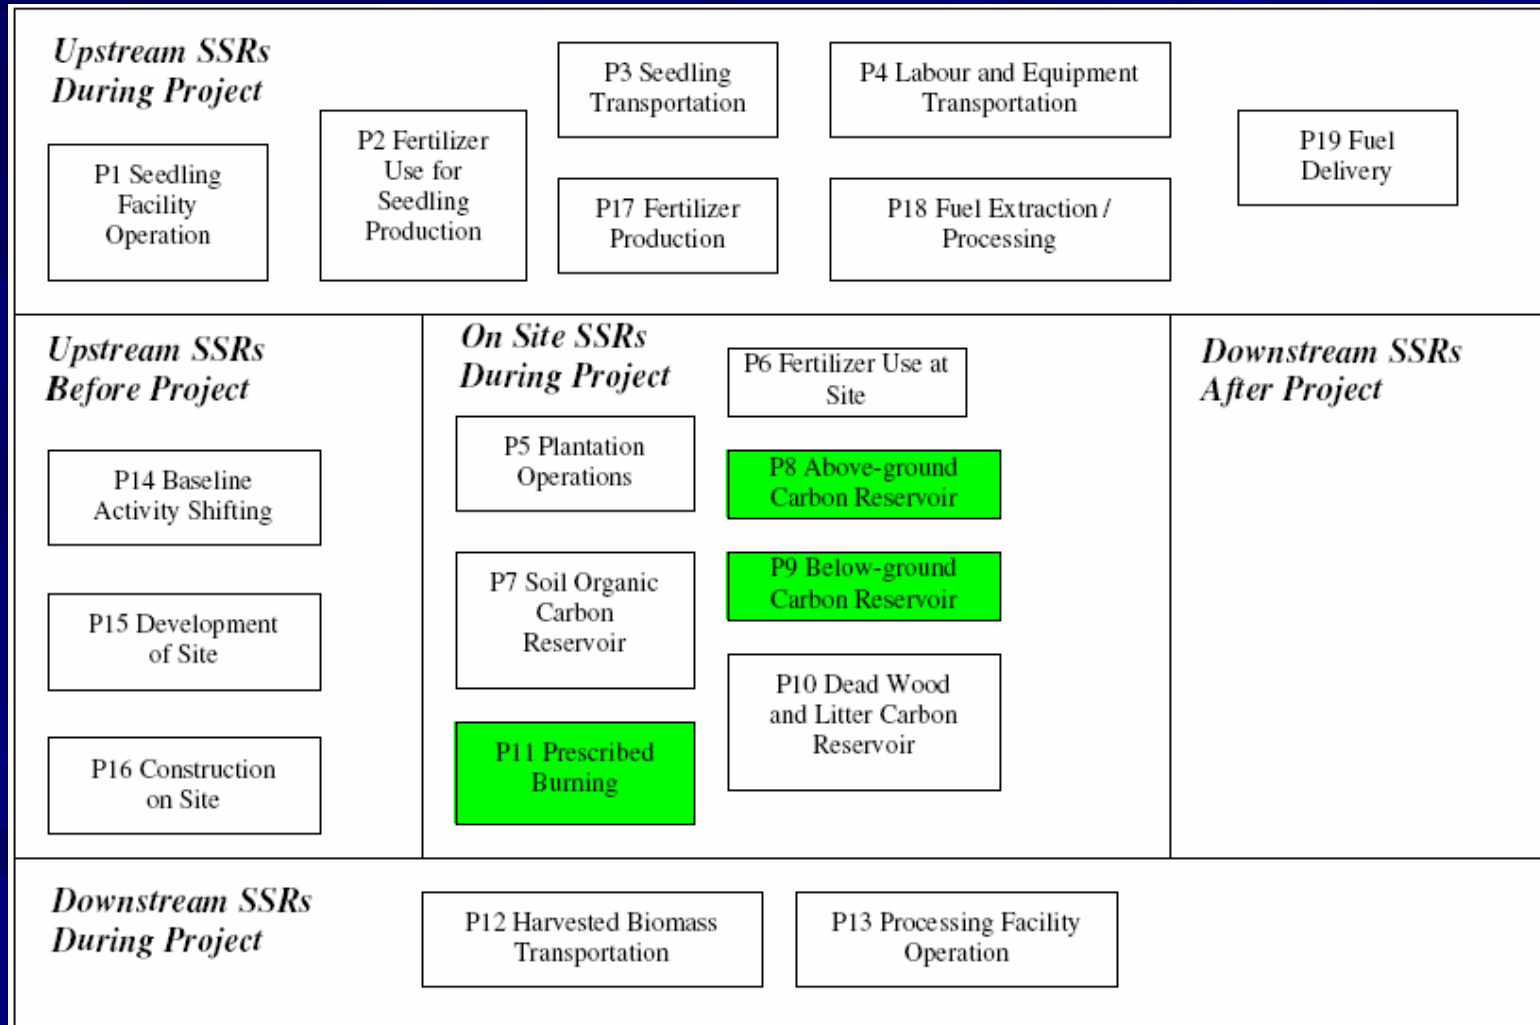 Upstream SSRs
During Project
P1 Seedling
Facility
Operation
P2 Fertilizer
Use for
Seedling
Production
P3 Seedling
Transportation
P17 Fertilizer
Production
P4 Labour and Equipment
Transportation
P18 Fuel Extraction /
Processing
P19 Fuel
Delivery
Upstream SSRs
Before Project
P14 Baseline
Activity Shifting
P15 Development
of Site
P16 Construction
on Site
On Site SSRs
During Project
P5 Plantation
Operations
P7 Soil Organic
Carbon
Reservoir
P11 Prescribed
Burning
P6 Fertilizer Use at
Site
P8 Above-ground
Carbon Reservoir
P9 Below-ground
Carbon Reservoir
P10 Dead Wood
and Litter Carbon
Reservoir
Downstream SSRs
After Project
Downstream SSRs
During Project
P12 Harvested Biomass
Transportation
P13 Processing Facility
Operation